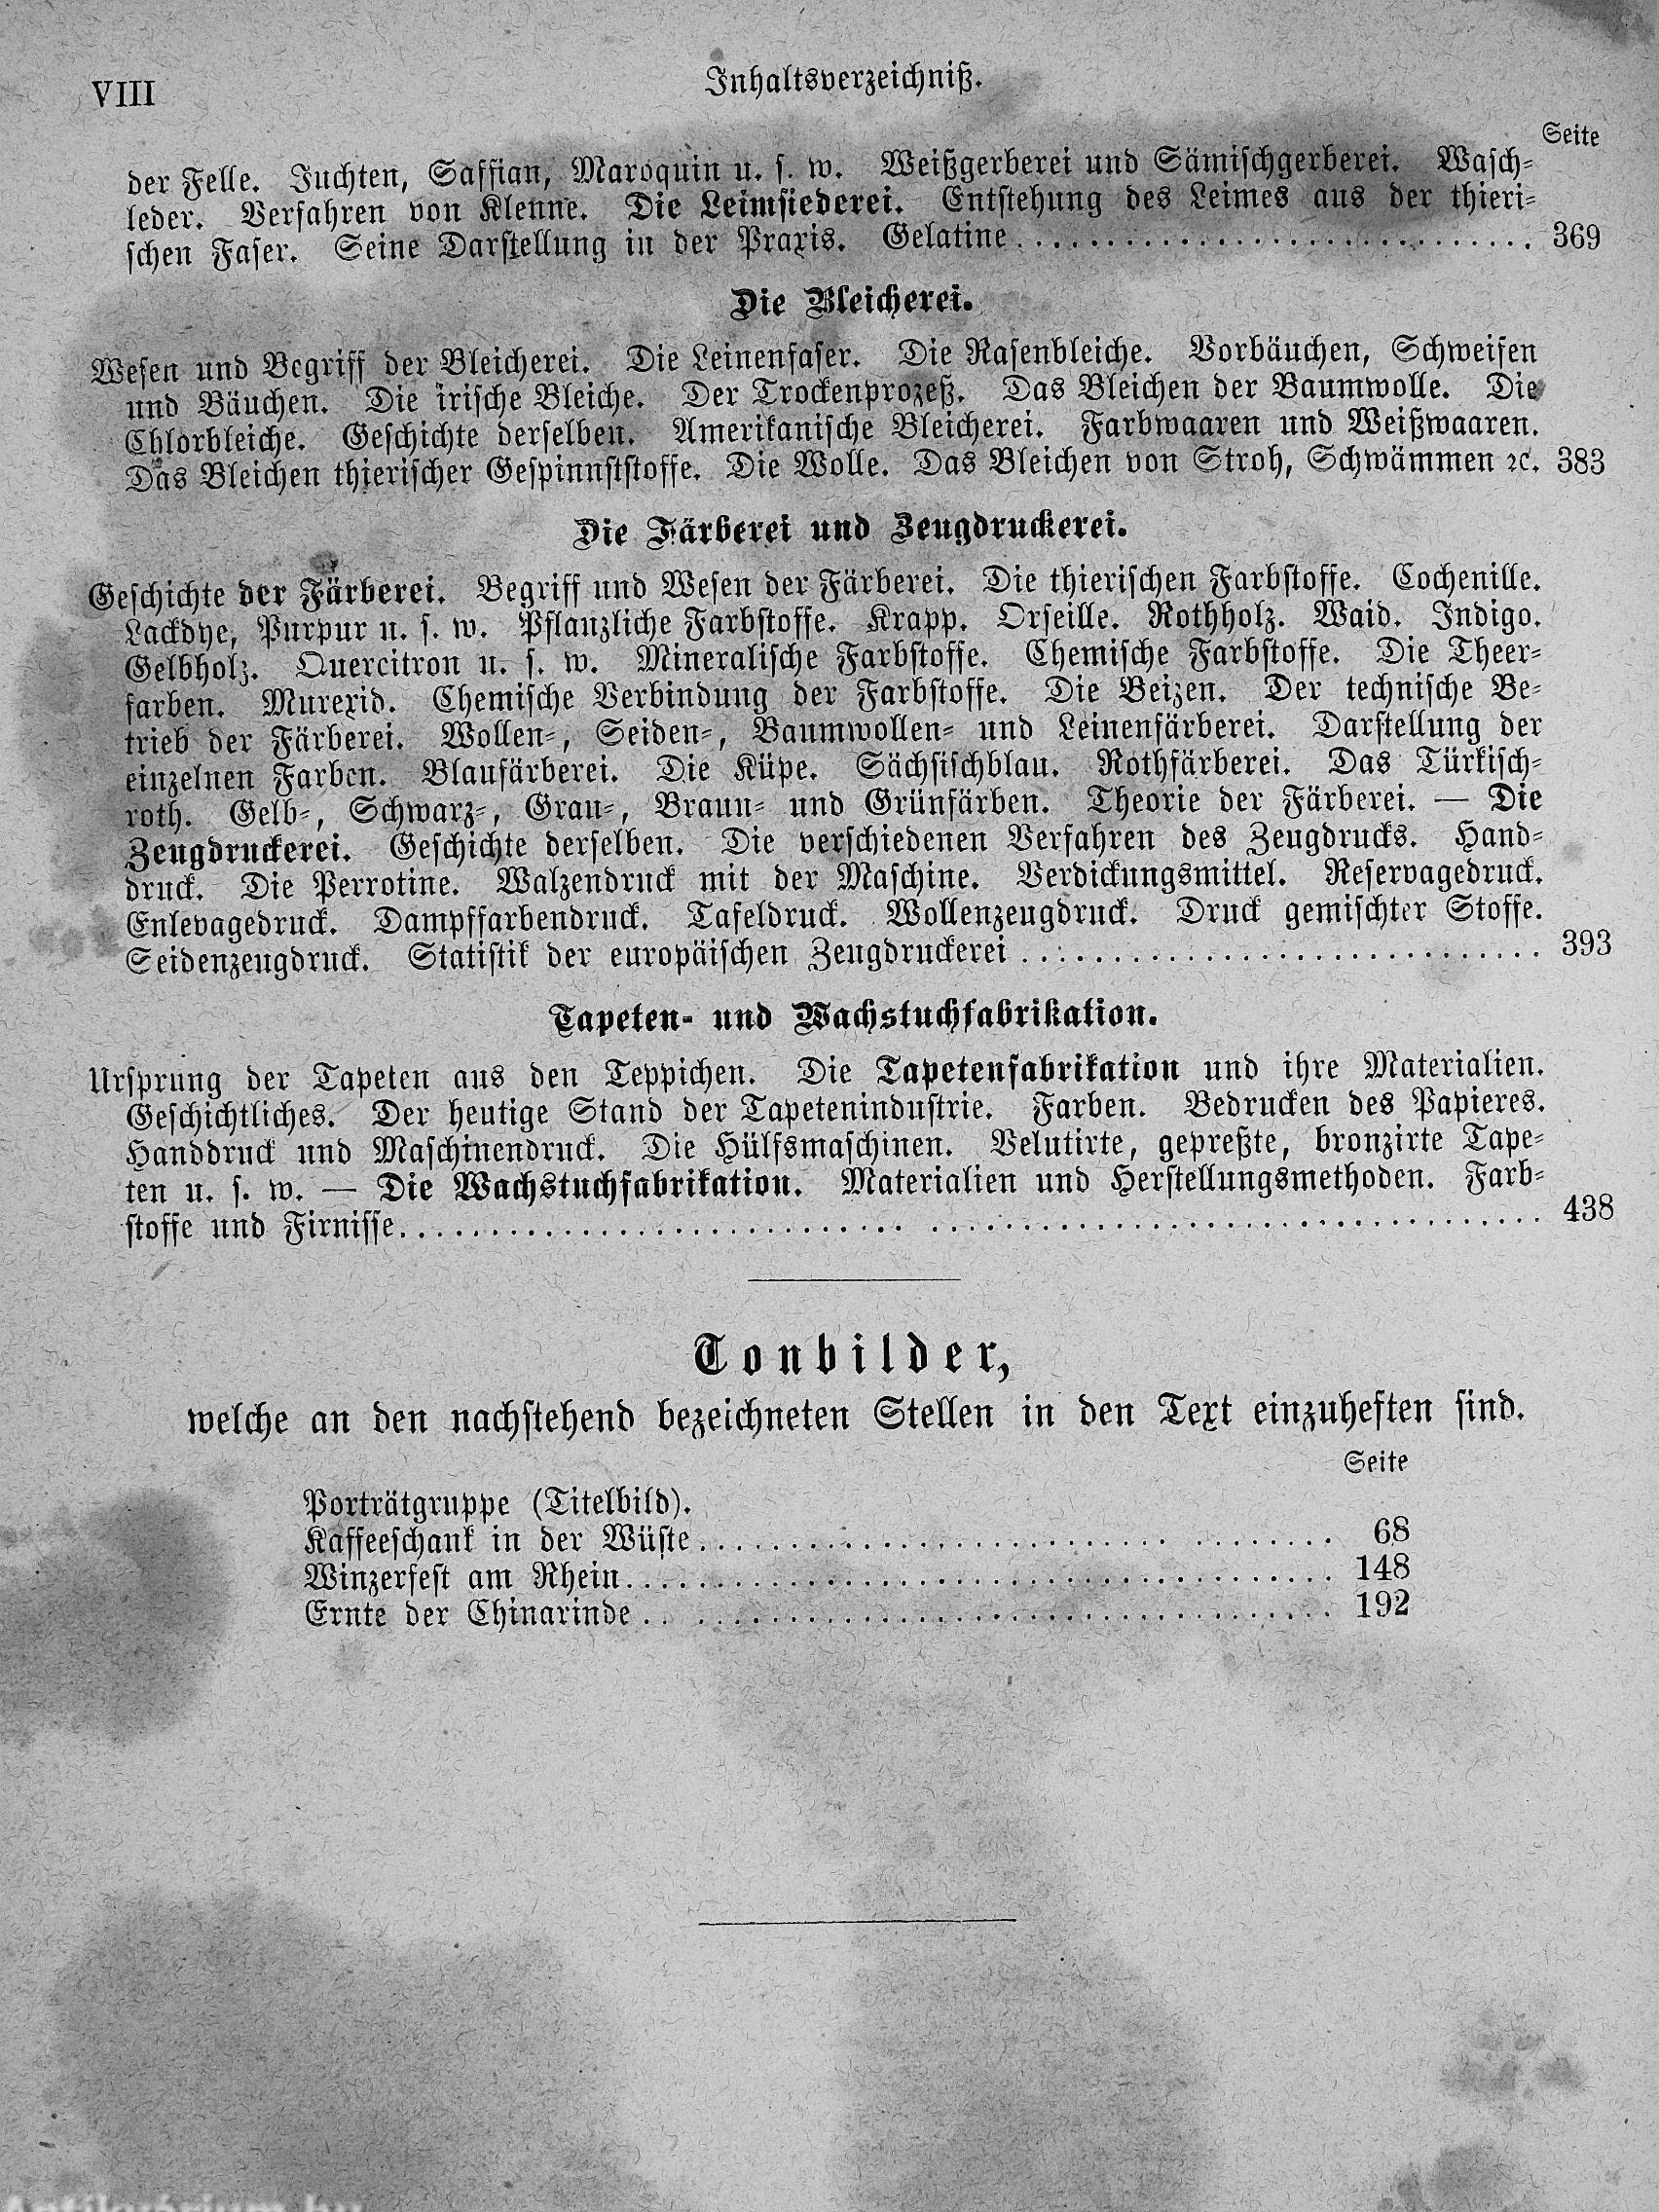 VIII
Inhaltsverzeichniß.
Seite
der Felle. Juchten, Saffian, Maroquin u. s. w. Weißgerberei und Sämischgerberei. Wasch-
leder. Verfahren von Klenne. Die Leimsiederei. Entstehung des Leimes aus der thieri-
schen Faser. Seine Darstellung in der Praxis. Gelatine . . . . . . . . . . . . . . . . . . . . . . . . . . . . 369
Die Bleicherei.
Wesen und Begriff der Bleicherei. Die Leinenfaser. Die Rasenbleiche. Vorbäuchen, Schweifen
und Bäuchen. Die irische Bleiche. Der Trockenprozeß. Das Bleichen der Baumwolle. Die
Chlorbleiche. Geschichte derselben. Amerikanische Bleicherei. Farbwaaren und Weißwaaren.
Das Bleichen thierischer Gespinnststoffe. Die Wolle. Das Bleichen von Stroh, Schwämmen ꝛc. 383
Die Färberei und Zeugdruckerei.
Geschichte der Färberei. Begriff und Wesen der Färberei. Die thierischen Farbstoffe. Cochenille.
Lackdye, Purpur u. s. w. Pflanzliche Farbstoffe. Krapp. Orseille. Rothholz. Waid. Indigo.
Gelbholz. Quercitron u. s. w. Mineralische Farbstoffe. Chemische Farbstoffe. Die Theer-
farben. Murexid. Chemische Verbindung der Farbstoffe. Die Beizen. Der technische Be-
trieb der Färberei. Wollen-, Seiden-, Baumwollen- und Leinenfärberei. Darstellung der
einzelnen Farben. Blaufärberei. Die Küpe. Sächsischblau. Rothfärberei. Das Türkisch-
roth. Gelb-, Schwarz-, Grau-, Braun- und Grünfärben. Theorie der Färberei. — Die
Zeugdruckerei. Geschichte derselben. Die verschiedenen Verfahren des Zeugdrucks. Hand-
druck. Die Perrotine. Walzendruck mit der Maschine. Verdickungsmittel. Reservagedruck.
Enlevagedruck. Dampffarbendruck. Tafeldruck. Wollenzeugdruck. Druck gemischter Stoffe.
Seidenzeugdruck. Statistik der europäischen Zeugdruckerei . . . . . . . . . . . . . . . . . . . . . . . . . . . . 393
Tapeten- und Wachstuchfabrikation.
Ursprung der Tapeten aus den Teppichen. Die Tapetenfabrikation und ihre Materialien.
Geschichtliches. Der heutige Stand der Tapetenindustrie. Farben. Bedrucken des Papieres.
Handdruck und Maschinendruck. Die Hülfsmaschinen. Velutirte, gepreßte, bronzirte Tape-
ten u. s. w. — Die Wachstuchfabrikation. Materialien und Herstellungsmethoden. Farb-
stoffe und Firnisse . . . . . . . . . . . . . . . . . . . . . . . . . . . . . . . . . . . . . . . . . . . . . . . . . . . . . . . . . . . . 438
Tonbilder,
welche an den nachstehend bezeichneten Stellen in den Text einzuheften sind.
Seite
Porträtgruppe (Titelbild).
Kaffeeschank in der Wüste . . . . . . . . . . . . . . . . . . . . . . . . . . . . . . . . . . 68
Winzerfest am Rhein . . . . . . . . . . . . . . . . . . . . . . . . . . . . . . . . . . . . . . 148
Ernte der Chinarinde . . . . . . . . . . . . . . . . . . . . . . . . . . . . . . . . . . . . . . 192